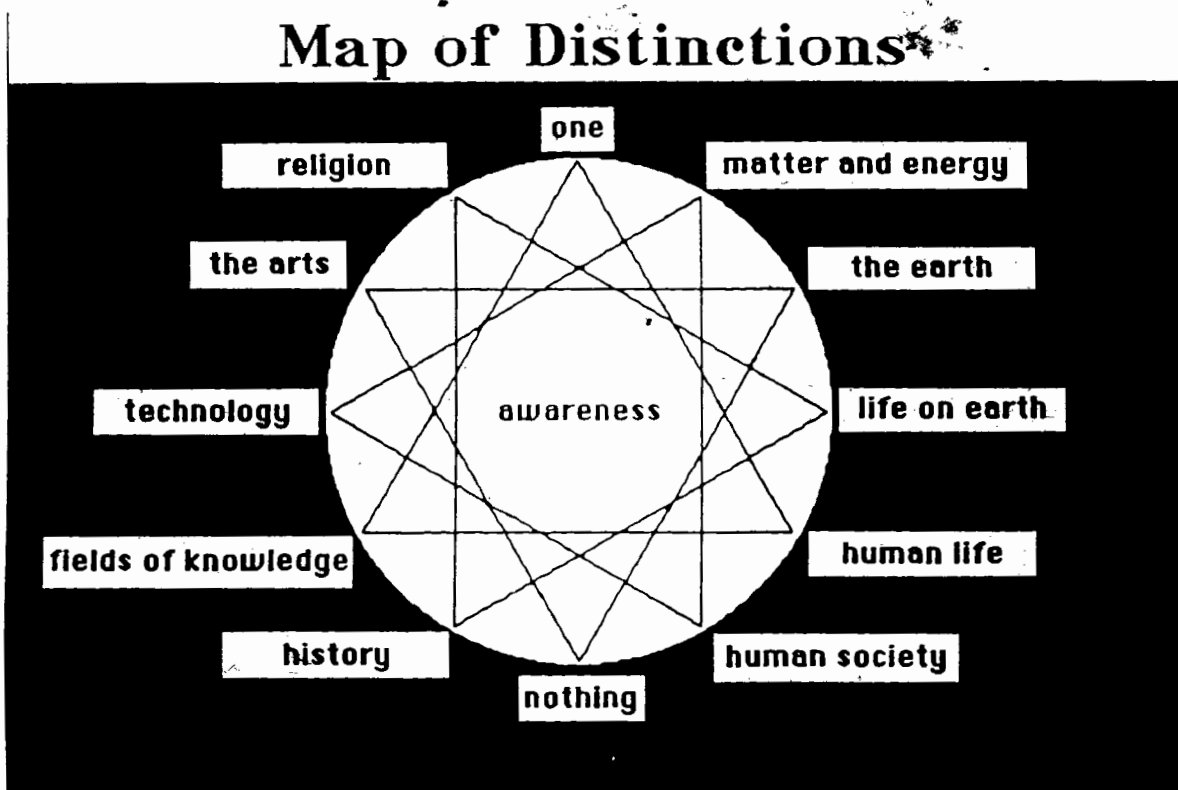 Map of Distinctions
one
religion
matter and energy
the arts
the earth
technology
awareness
life on earth
fields of knowledge
human life
history
human society
nothing